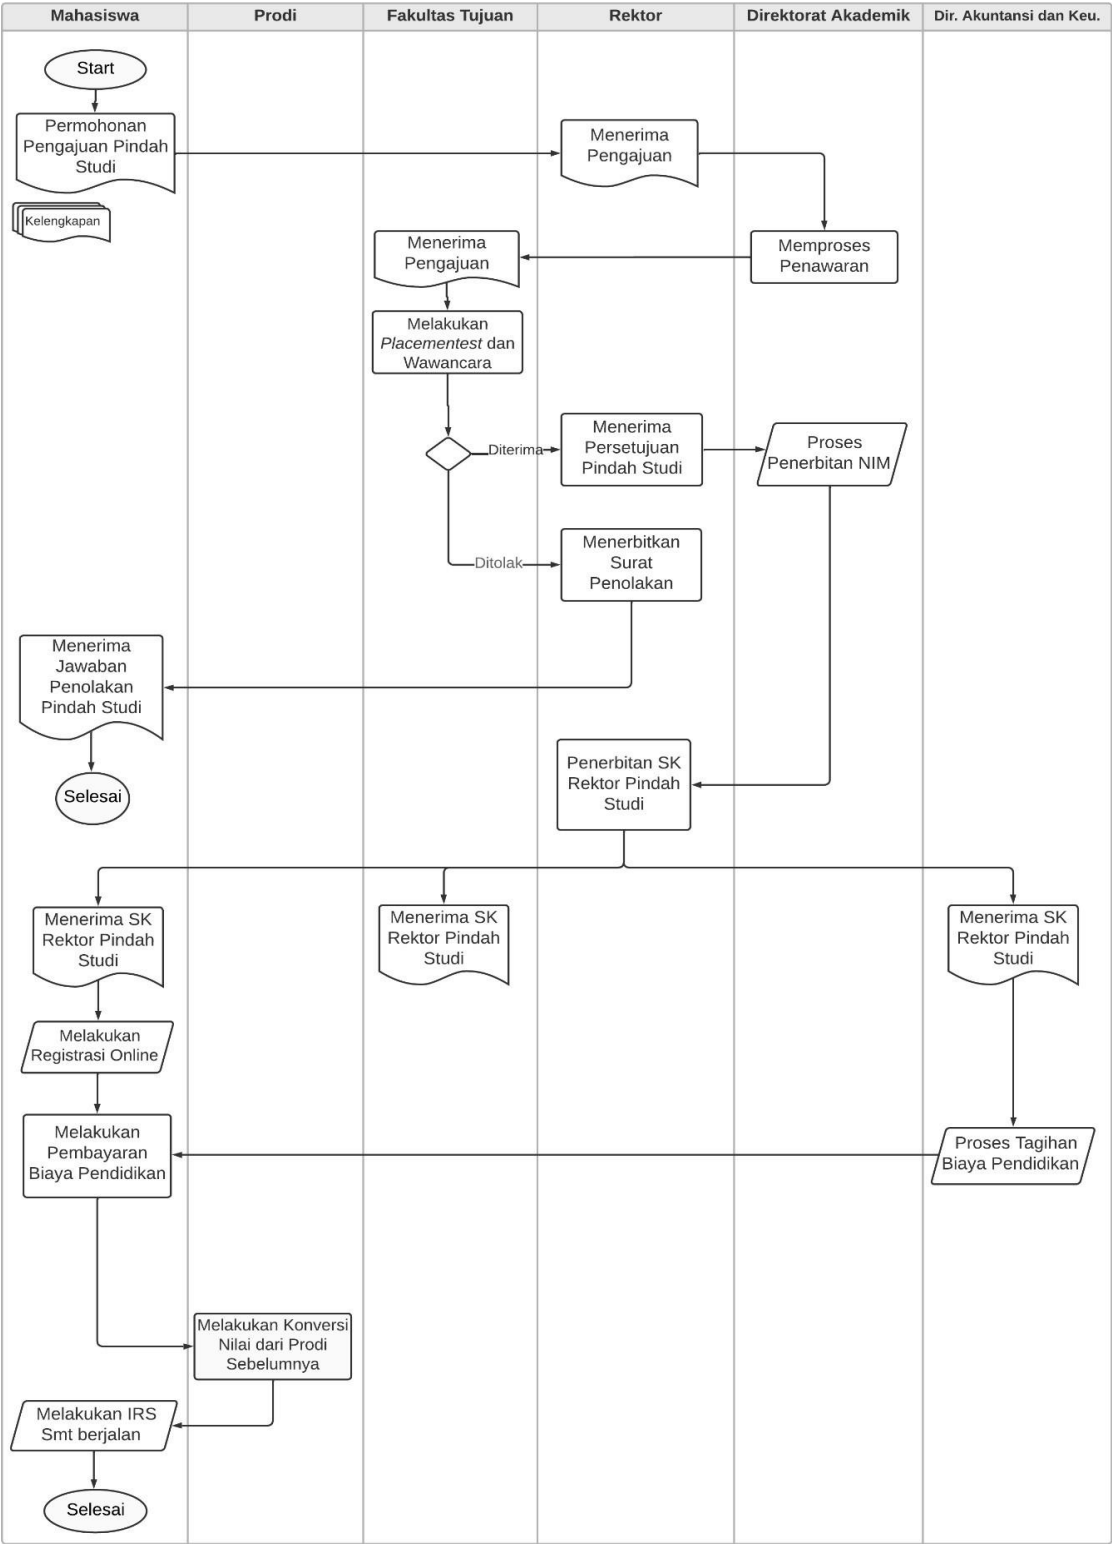 Mahasiswa
Prodi
Fakultas Tujuan
Rektor
Direktorat Akademik
Dir. Akuntansi dan Keu.
Start
Permohonan
Pengajuan Pindah
Studi
Kelengkapan
Menerima
Pengajuan
Memproses
Penawaran
Menerima
Pengajuan
Melakukan
Placementest dan
Wawancara
Diterima
Menerima
Persetujuan
Pindah Studi
Proses
Penerbitan NIM
Ditolak
Menerbitkan
Surat
Penolakan
Menerima
Jawaban
Penolakan
Pindah Studi
Selesai
Penerbitan SK
Rektor Pindah
Studi
Menerima SK
Rektor Pindah
Studi
Menerima SK
Rektor Pindah
Studi
Menerima SK
Rektor Pindah
Studi
Melakukan
Registrasi Online
Melakukan
Pembayaran
Biaya Pendidikan
Proses Tagihan
Biaya Pendidikan
Melakukan Konversi
Nilai dari Prodi
Sebelumnya
Melakukan IRS
Smt berjalan
Selesai